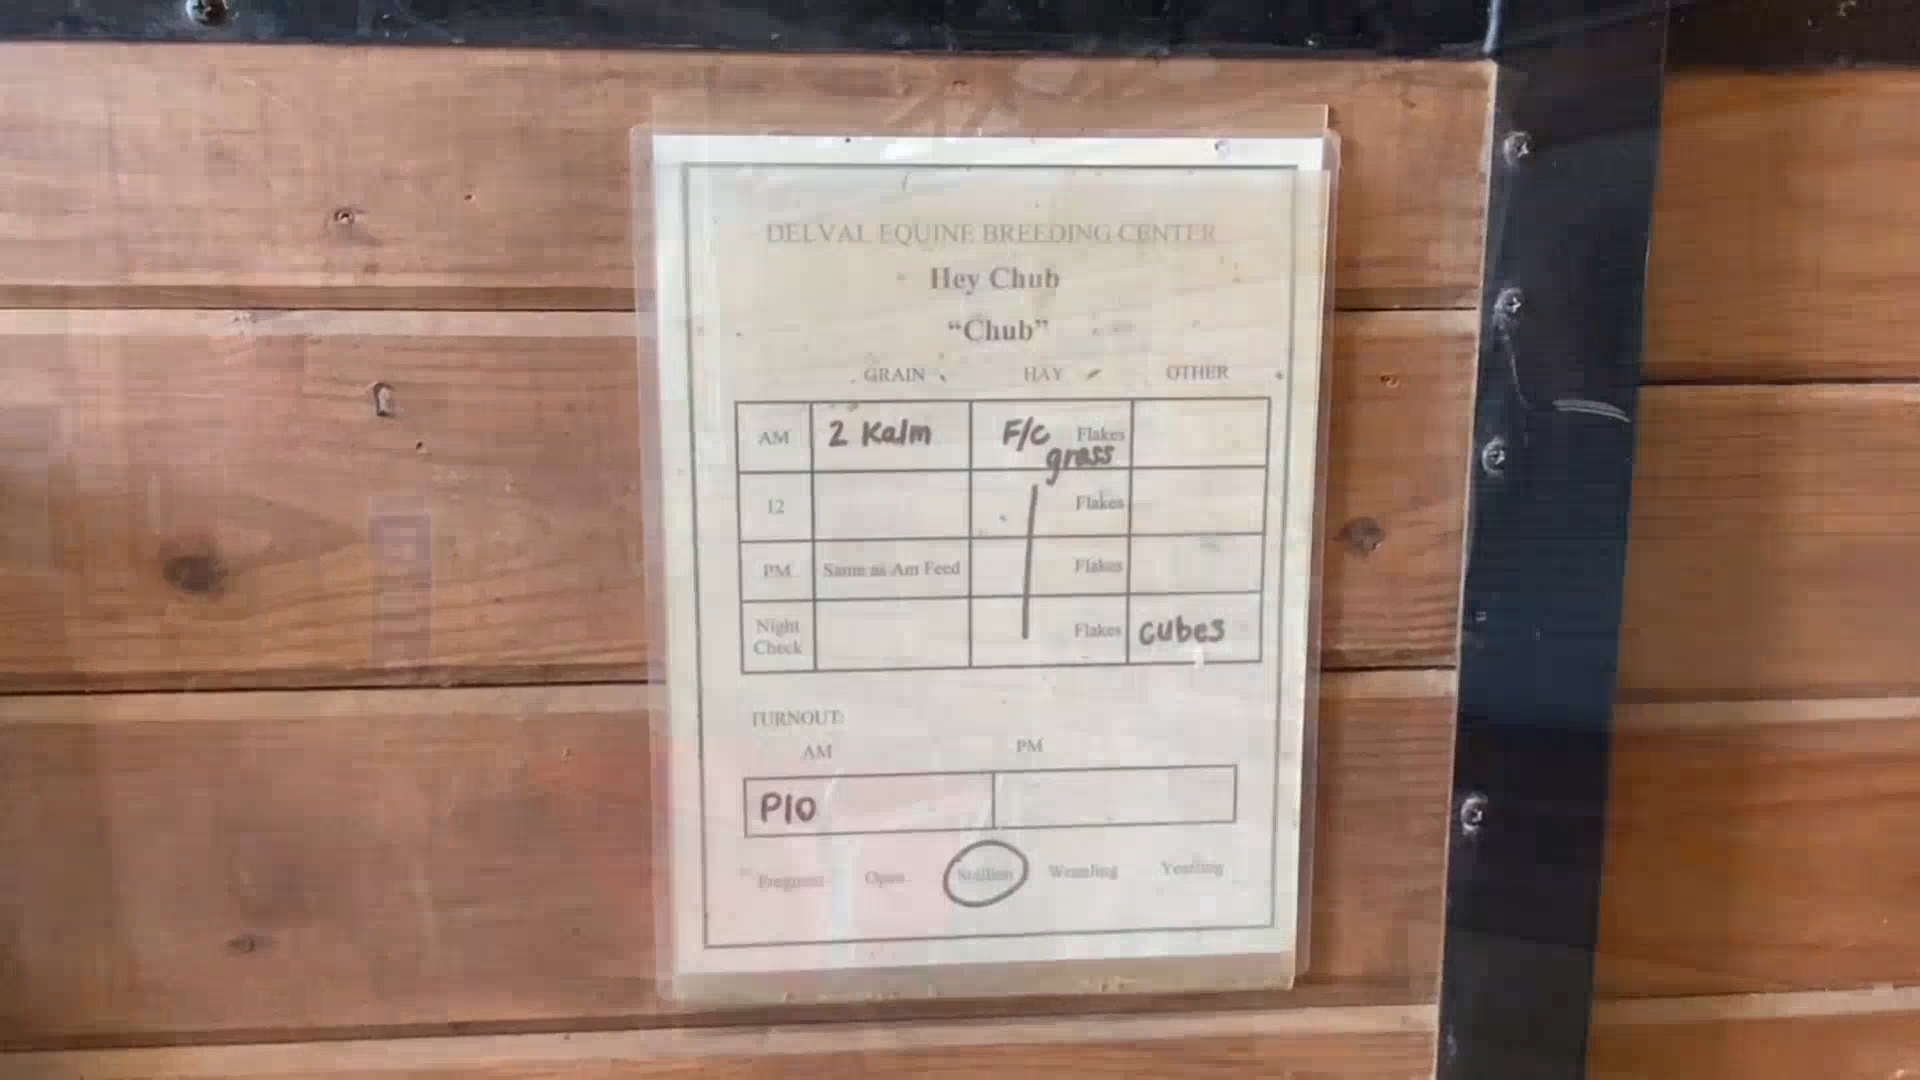 DELVAL EQUINE BREEDING CENTER
Hey Chub
“Chub”
GRAIN HAY OTHER
AM 2 Kalm F/C Flakes
grass
12 Flakes
PM Same as Am Feed Flakes
Night Check Flakes cubes
TURNOUT:
AM PM
P10
Pregnant Open Stallion Weanling Yearling